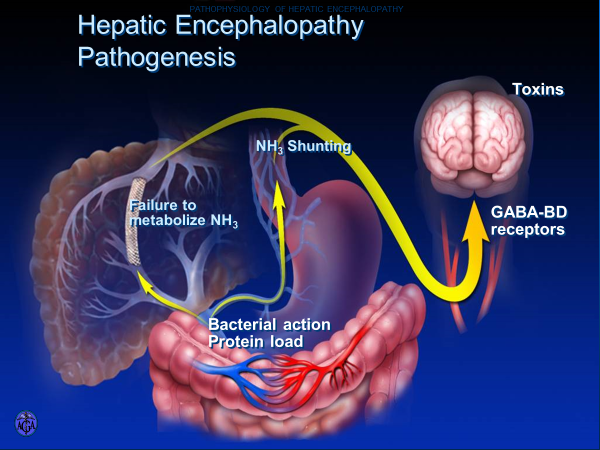 PATHOPHYSIOLOGY OF HEPATIC ENCEPHALOPATHY
Hepatic Encephalopathy
Pathogenesis
Toxins
NH₃ Shunting
Failure to
metabolize NH₃
GABA-BD
receptors
Bacterial action
Protein load
AGA